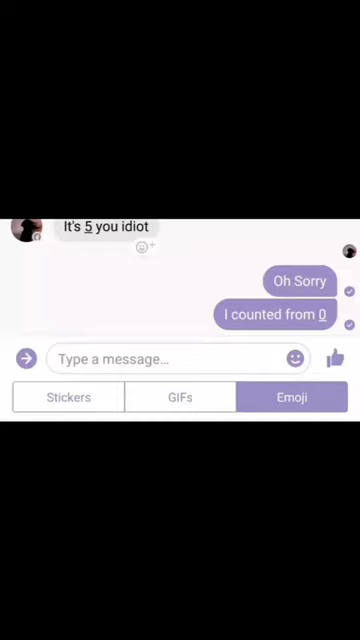 It's 5 you idiot
Oh Sorry
I counted from 0
Type a message...
Stickers
GIFs
Emoji